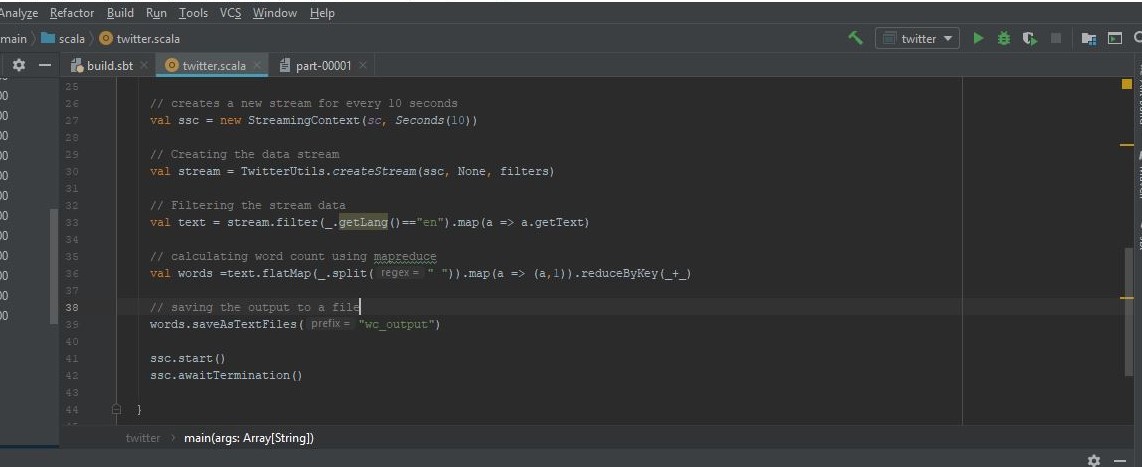 Analyze Refactor Build Run Tools VCS Window Help
main scala twitter.scala twitter
build.sbt twitter.scala part-00001
25
26 // creates a new stream for every 10 seconds
27 val ssc = new StreamingContext(sc, Seconds(10))
28
29 // Creating the data stream
30 val stream = TwitterUtils.createStream(ssc, None, filters)
31
32 // Filtering the stream data
33 val text = stream.filter(_.getLang()=="en").map(a => a.getText)
34
35 // calculating word count using mapreduce
36 val words =text.flatMap(_.split( regex = " ")).map(a => (a,1)).reduceByKey(_+_)
37
38 // saving the output to a file
39 words.saveAsTextFiles( prefix = "wc_output")
40
41 ssc.start()
42 ssc.awaitTermination()
43
44 }
twitter main(args: Array[String])